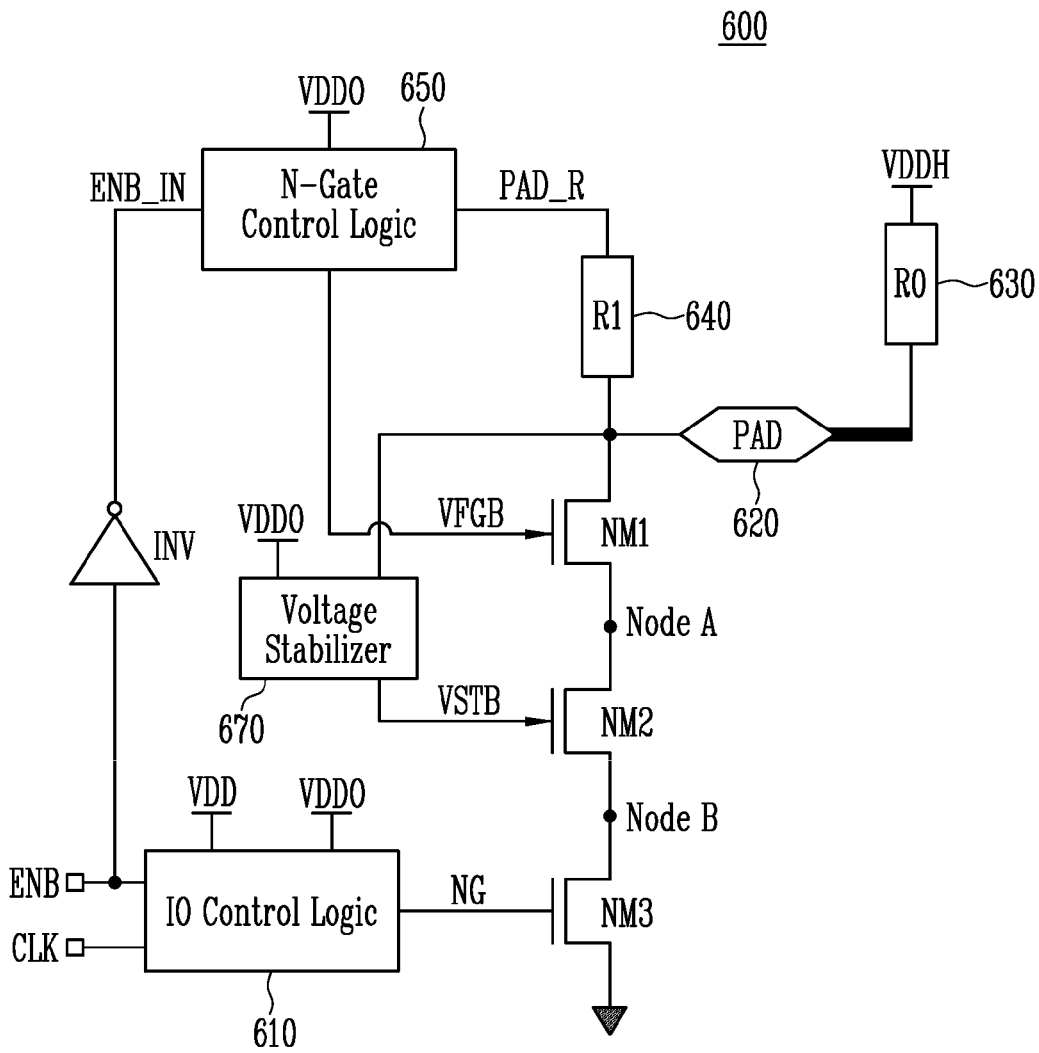 600
VDDO
650
N-Gate
Control Logic
ENB_IN
PAD_R
VDDH
R0
630
R1
640
PAD
620
VFGB
NM1
INV
VDDO
Voltage
Stabilizer
670
Node A
VSTB
NM2
VDD
VDDO
Node B
ENB
CLK
IO Control Logic
NG
NM3
610